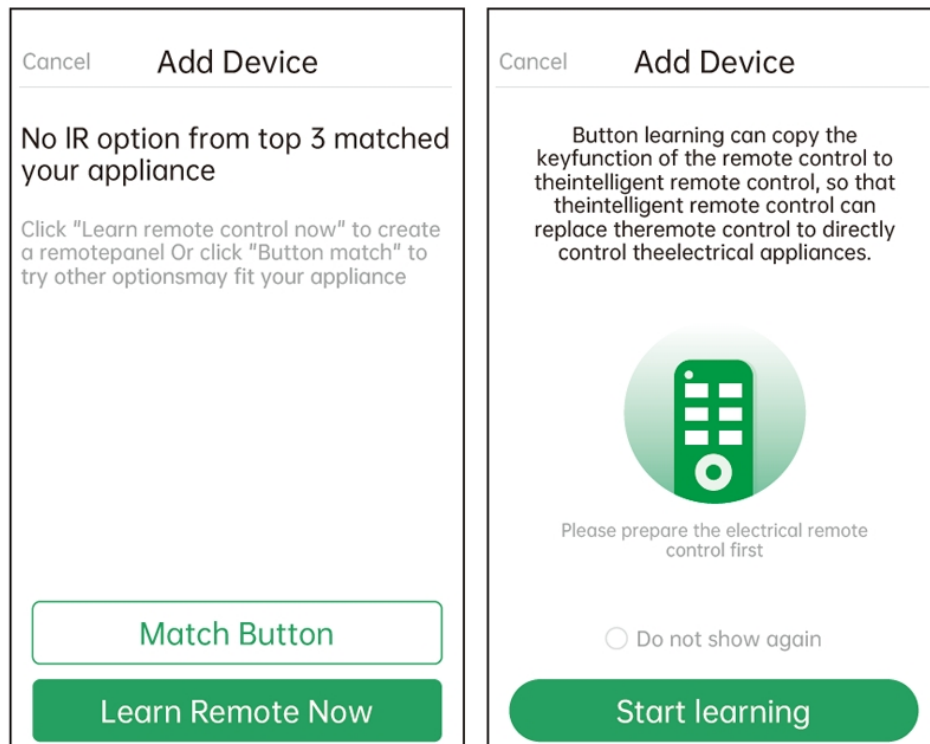 Cancel
Add Device
No IR option from top 3 matched
your appliance
Click "Learn remote control now" to create
a remotepanel Or click "Button match" to
try other optionsmay fit your appliance
Match Button
Learn Remote Now
Cancel
Add Device
Button learning can copy the
keyfunction of the remote control to
theintelligent remote control, so that
theintelligent remote control can
replace theremote control to directly
control theelectrical appliances.
Please prepare the electrical remote
control first
Do not show again
Start learning